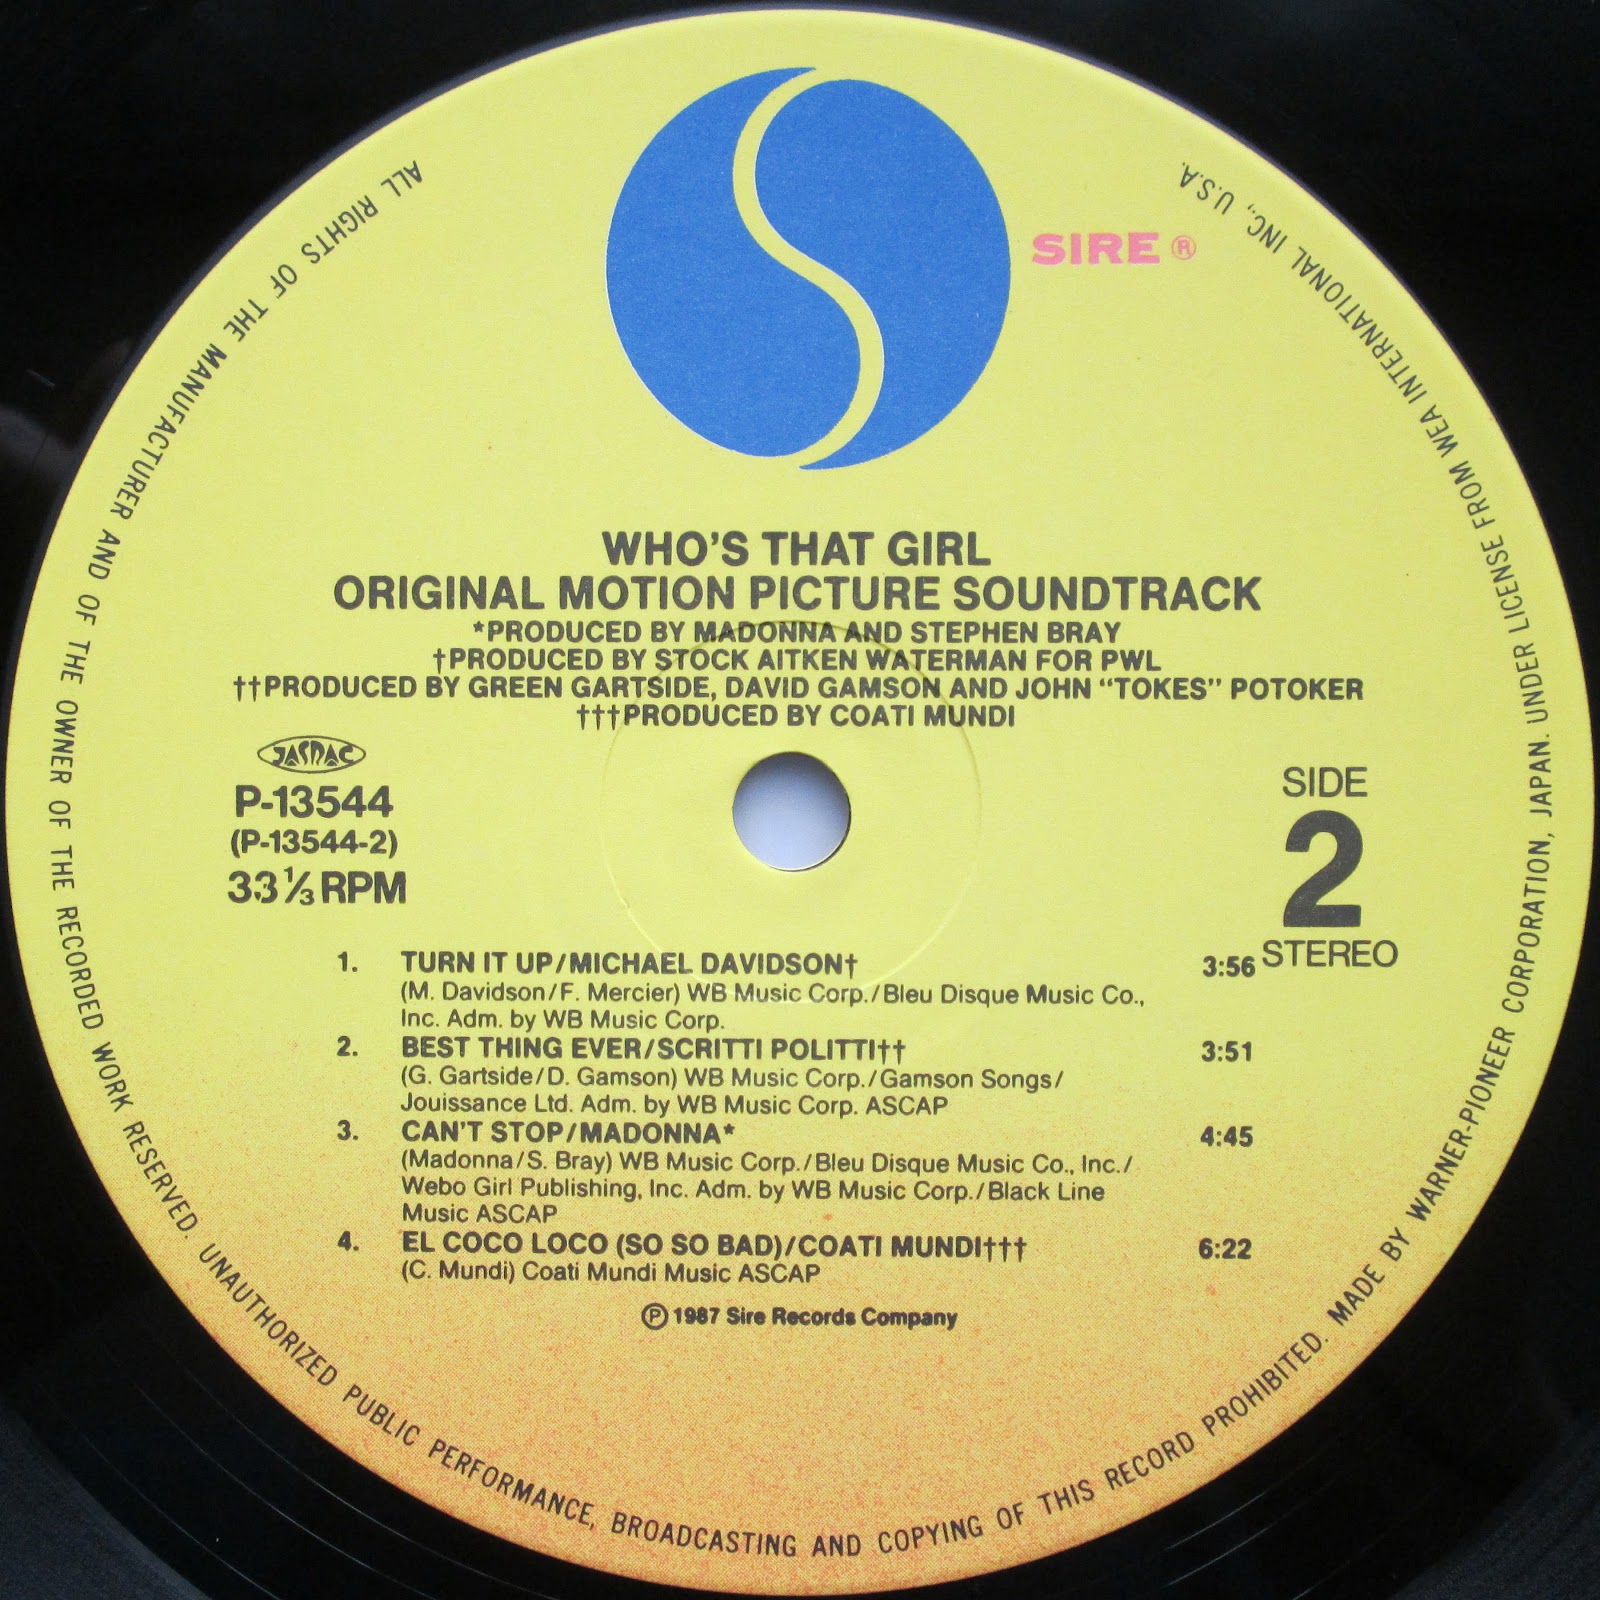 SIRE ®
WHO'S THAT GIRL
ORIGINAL MOTION PICTURE SOUNDTRACK
*PRODUCED BY MADONNA AND STEPHEN BRAY
†PRODUCED BY STOCK AITKEN WATERMAN FOR PWL
††PRODUCED BY GREEN GARTSIDE, DAVID GAMSON AND JOHN “TOKES” POTOKER
†††PRODUCED BY COATI MUNDI
JASRAC
P-13544
(P-13544-2)
33⅓RPM
SIDE
2
STEREO
1. TURN IT UP/MICHAEL DAVIDSON† 3:56
(M. Davidson/F. Mercier) WB Music Corp./Bleu Disque Music Co.,
Inc. Adm. by WB Music Corp.
2. BEST THING EVER/SCRITTI POLITTI†† 3:51
(G. Gartside/D. Gamson) WB Music Corp./Gamson Songs/
Jouissance Ltd. Adm. by WB Music Corp. ASCAP
3. CAN'T STOP/MADONNA* 4:45
(Madonna/S. Bray) WB Music Corp./Bleu Disque Music Co., Inc./
Webo Girl Publishing, Inc. Adm. by WB Music Corp./Black Line
Music ASCAP
4. EL COCO LOCO (SO SO BAD)/COATI MUNDI††† 6:22
(C. Mundi) Coati Mundi Music ASCAP
℗ 1987 Sire Records Company
ALL RIGHTS OF THE MANUFACTURER AND OF THE OWNER OF THE RECORDED WORK RESERVED. UNAUTHORIZED PUBLIC PERFORMANCE, BROADCASTING AND COPYING OF THIS RECORD PROHIBITED. MADE BY WARNER-PIONEER CORPORATION, JAPAN. UNDER LICENSE FROM WEA INTERNATIONAL INC., U.S.A.